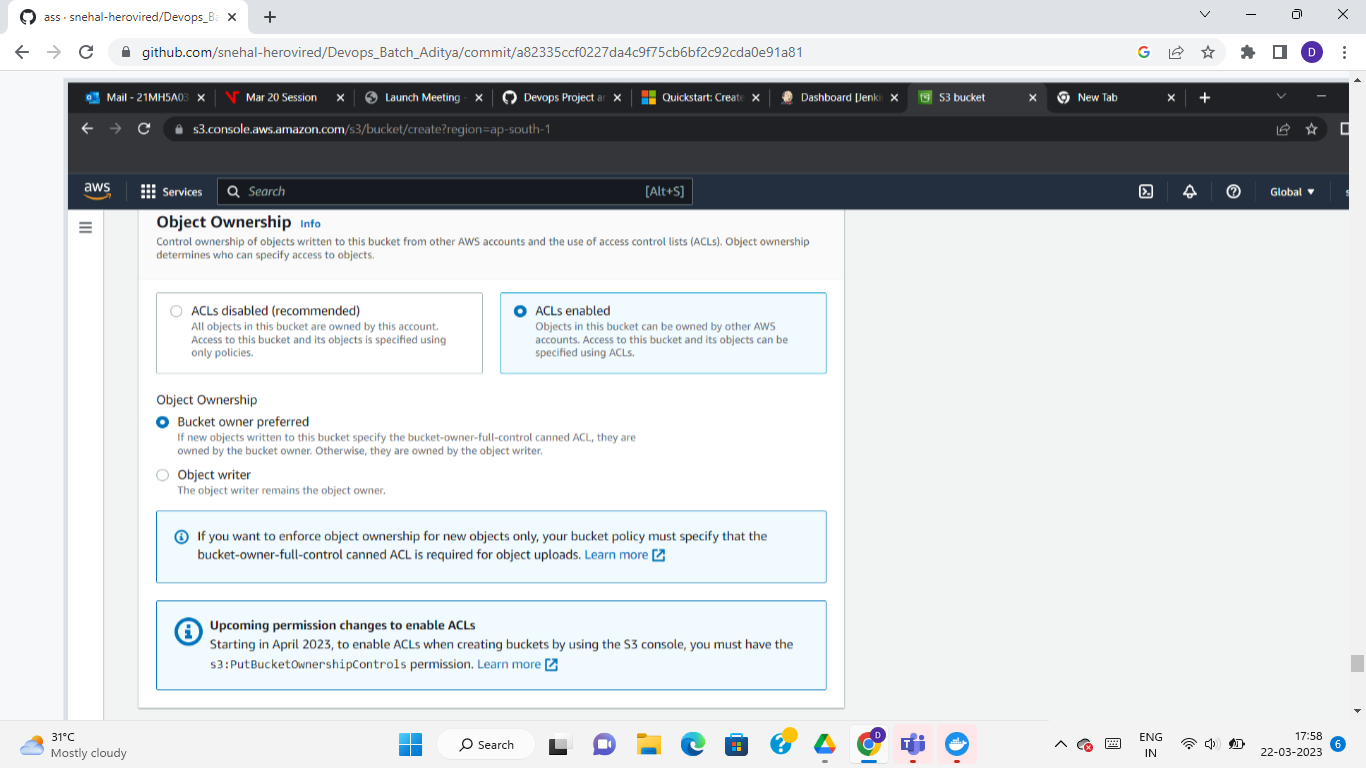 ass · snehal-herovired/Devops_Ba
github.com/snehal-herovired/Devops_Batch_Aditya/commit/a82335ccf0227da4c9f75cb6bf2c92cda0e91a81
D
Mail - 21MH5A03
Mar 20 Session
Launch Meeting -
Devops Project an
Quickstart: Create
Dashboard [Jenki
S3 bucket
New Tab
s3.console.aws.amazon.com/s3/bucket/create?region=ap-south-1
aws
Services
Search
[Alt+S]
Global
Object Ownership Info
Control ownership of objects written to this bucket from other AWS accounts and the use of access control lists (ACLs). Object ownership
determines who can specify access to objects.
ACLs disabled (recommended)
All objects in this bucket are owned by this account.
Access to this bucket and its objects is specified using
only policies.
ACLs enabled
Objects in this bucket can be owned by other AWS
accounts. Access to this bucket and its objects can be
specified using ACLs.
Object Ownership
Bucket owner preferred
If new objects written to this bucket specify the bucket-owner-full-control canned ACL, they are
owned by the bucket owner. Otherwise, they are owned by the object writer.
Object writer
The object writer remains the object owner.
If you want to enforce object ownership for new objects only, your bucket policy must specify that the
bucket-owner-full-control canned ACL is required for object uploads. Learn more
Upcoming permission changes to enable ACLs
Starting in April 2023, to enable ACLs when creating buckets by using the S3 console, you must have the
s3:PutBucketOwnershipControls permission. Learn more
31°C
Mostly cloudy
Search
D
ENG
IN
17:58
22-03-2023
6